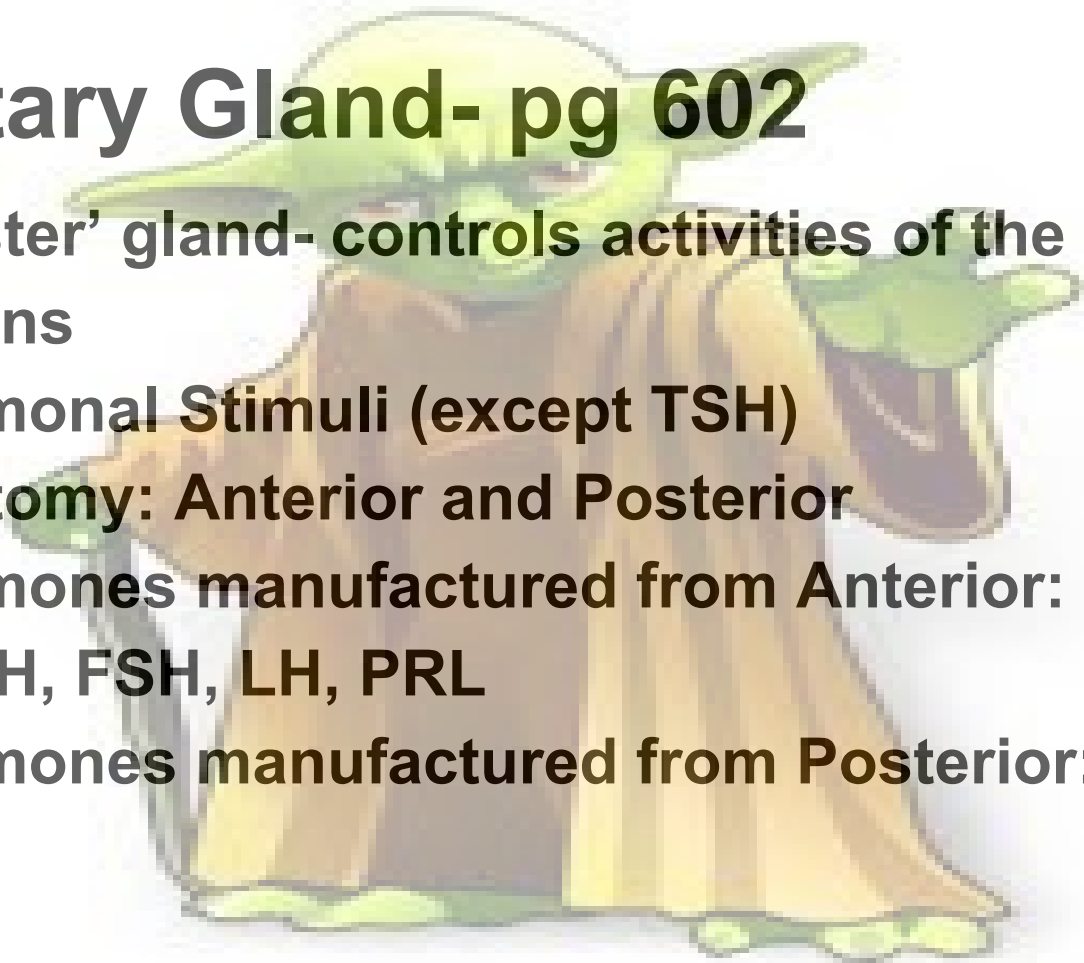 tary Gland- pg 602
ster’ gland- controls activities of the
ns
monal Stimuli (except TSH)
tomy: Anterior and Posterior
mones manufactured from Anterior:
H, FSH, LH, PRL
mones manufactured from Posterior: